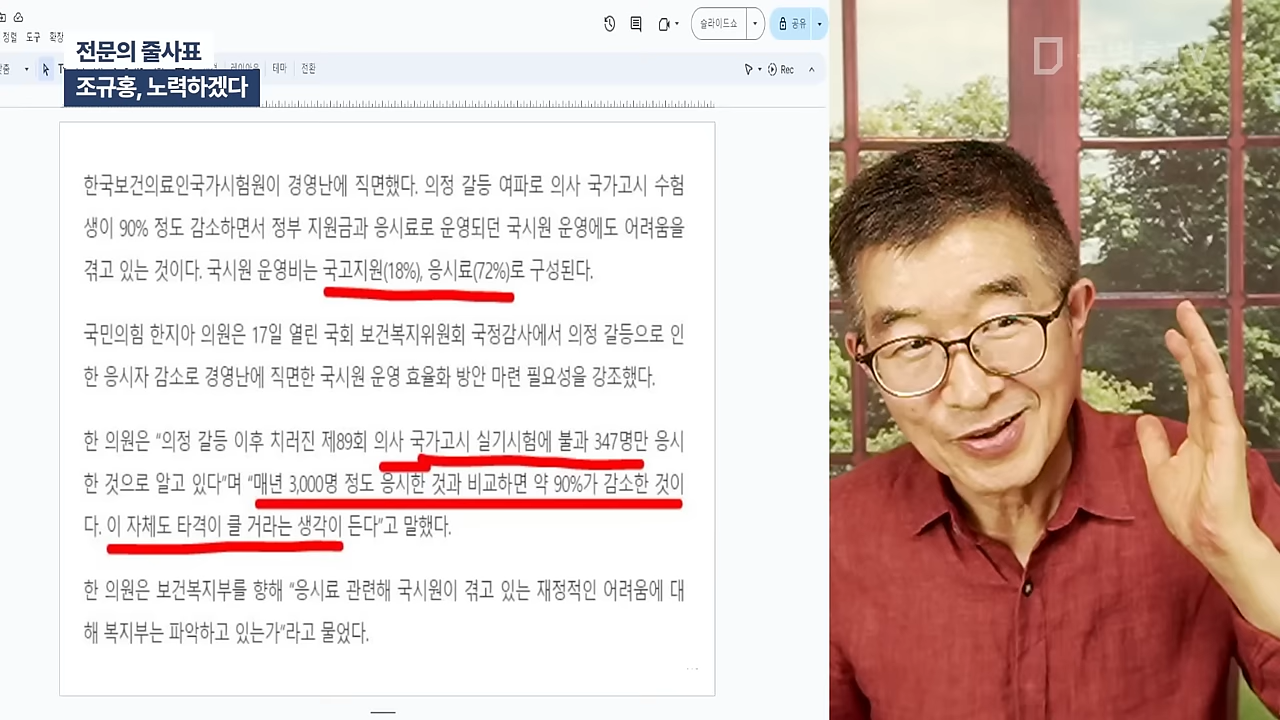 정렬 도구 확장
슬라이드쇼
공유
전문의 줄사표
조규홍, 노력하겠다
테마 전환
Rec
한국보건의료인국가시험원이 경영난에 직면했다. 의정 갈등 여파로 의사 국가고시 수험
생이 90% 정도 감소하면서 정부 지원금과 응시료로 운영되던 국시원 운영에도 어려움을
겪고 있는 것이다. 국시원 운영비는 국고지원(18%), 응시료(72%)로 구성된다.
국민의힘 한지아 의원은 17일 열린 국회 보건복지위원회 국정감사에서 의정 갈등으로 인
한 응시자 감소로 경영난에 직면한 국시원 운영 효율화 방안 마련 필요성을 강조했다.
한 의원은 “의정 갈등 이후 치러진 제89회 의사 국가고시 실기시험에 불과 347명만 응시
한 것으로 알고 있다”며 “매년 3,000명 정도 응시한 것과 비교하면 약 90%가 감소한 것이
다. 이 자체도 타격이 클 거라는 생각이 든다”고 말했다.
한 의원은 보건복지부를 향해 “응시료 관련해 국시원이 겪고 있는 재정적인 어려움에 대
해 복지부는 파악하고 있는가”라고 물었다.